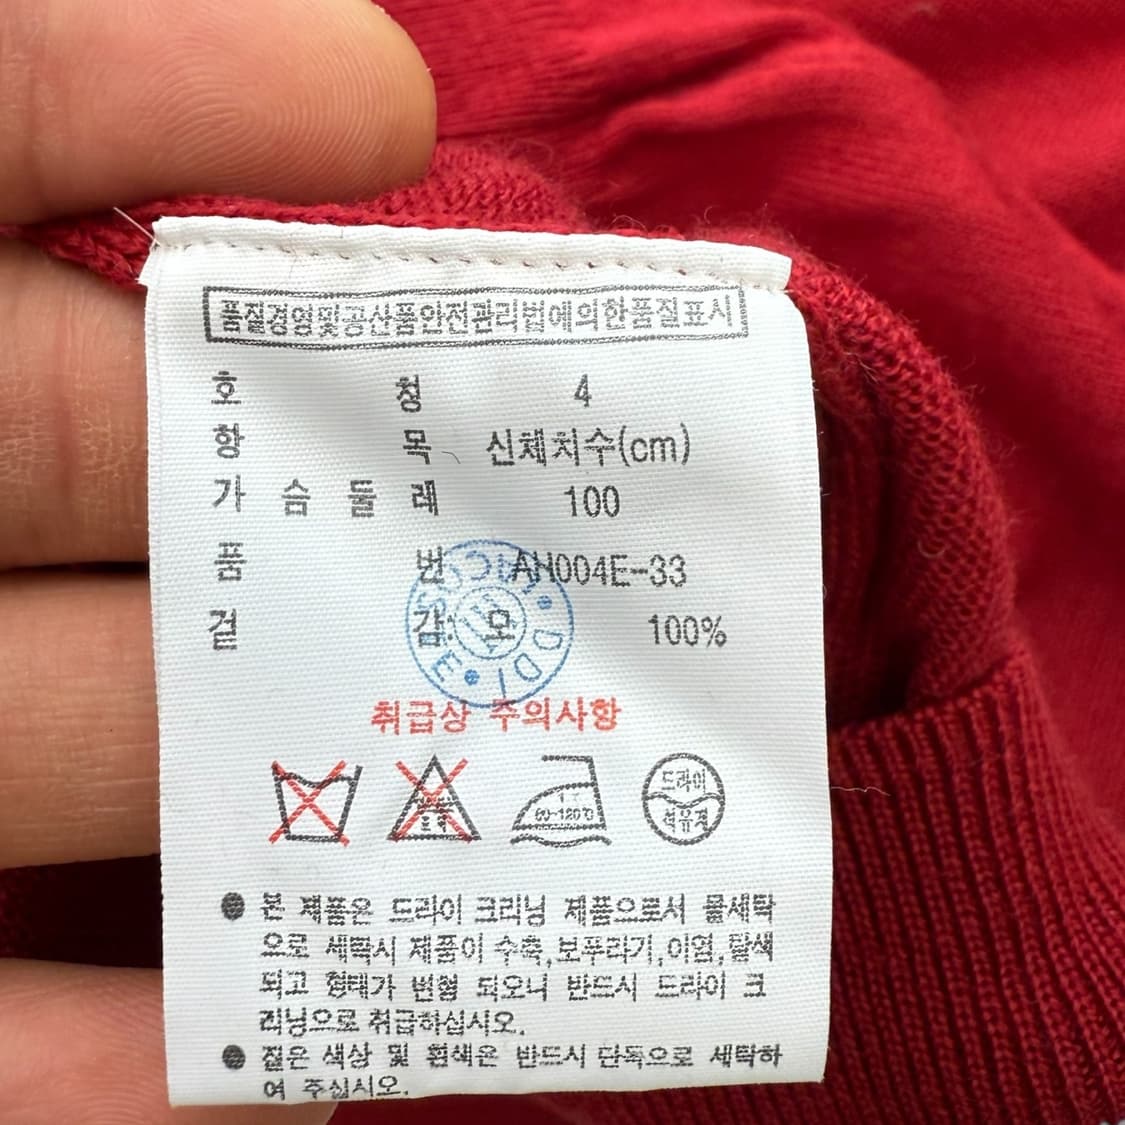 품질경영및공산품안전관리법에의한품질표시
호 칭 4
항 목 신체치수(cm)
가 슴 둘 레 100
품 번 AH004E-33
겉 감: 모 100%
취급상 주의사항
80-120℃
드라이
석유계
● 본 제품은 드라이 크리닝 제품으로서 물세탁
으로 세탁시 제품이 수축,보푸라기,이염,탈색
되고 형태가 변형 되오니 반드시 드라이 크
리닝으로 취급하십시오.
● 짙은 색상 및 흰색은 반드시 단독으로 세탁하
여 주십시오.